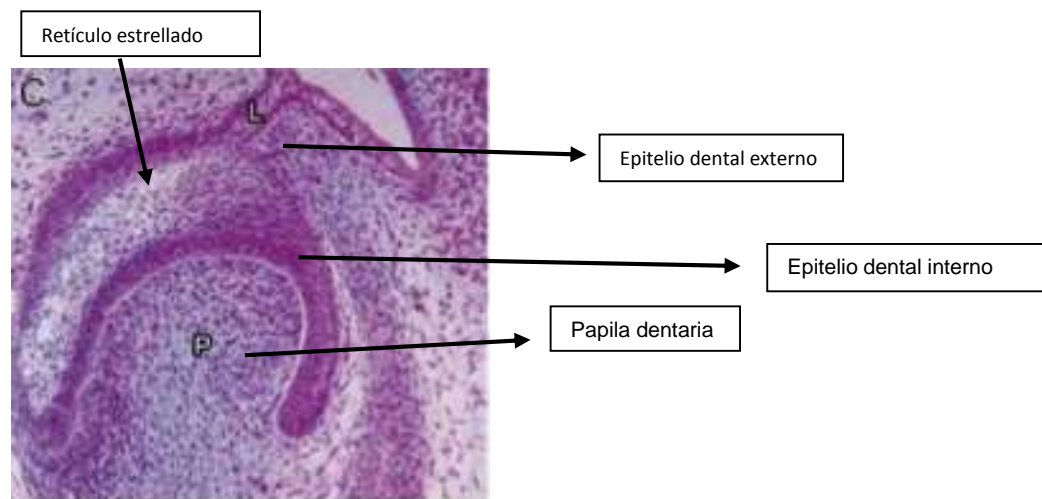 Retículo estrellado
C
L
Epitelio dental externo
Epitelio dental interno
Papila dentaria
P